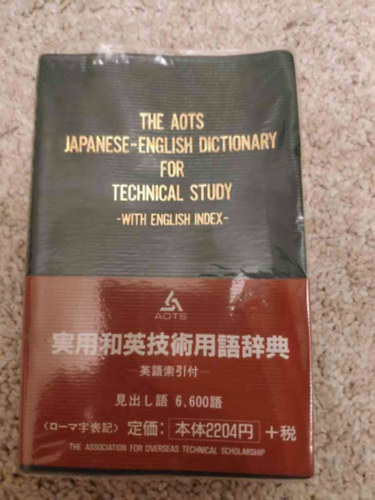 THE AOTS
JAPANESE-ENGLISH DICTIONARY
FOR
TECHNICAL STUDY
-WITH ENGLISH INDEX-
AOTS
実用和英技術用語辞典
―英語索引付―
見出し語 6,600語
〈ローマ字表記〉 定価: 本体2204円 +税
THE ASSOCIATION FOR OVERSEAS TECHNICAL SCHOLARSHIP